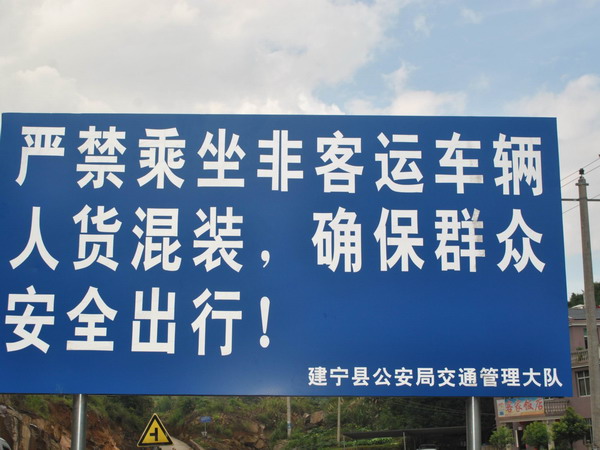 严禁乘坐非客运车辆
人货混装，确保群众
安全出行！
建宁县公安局交通管理大队